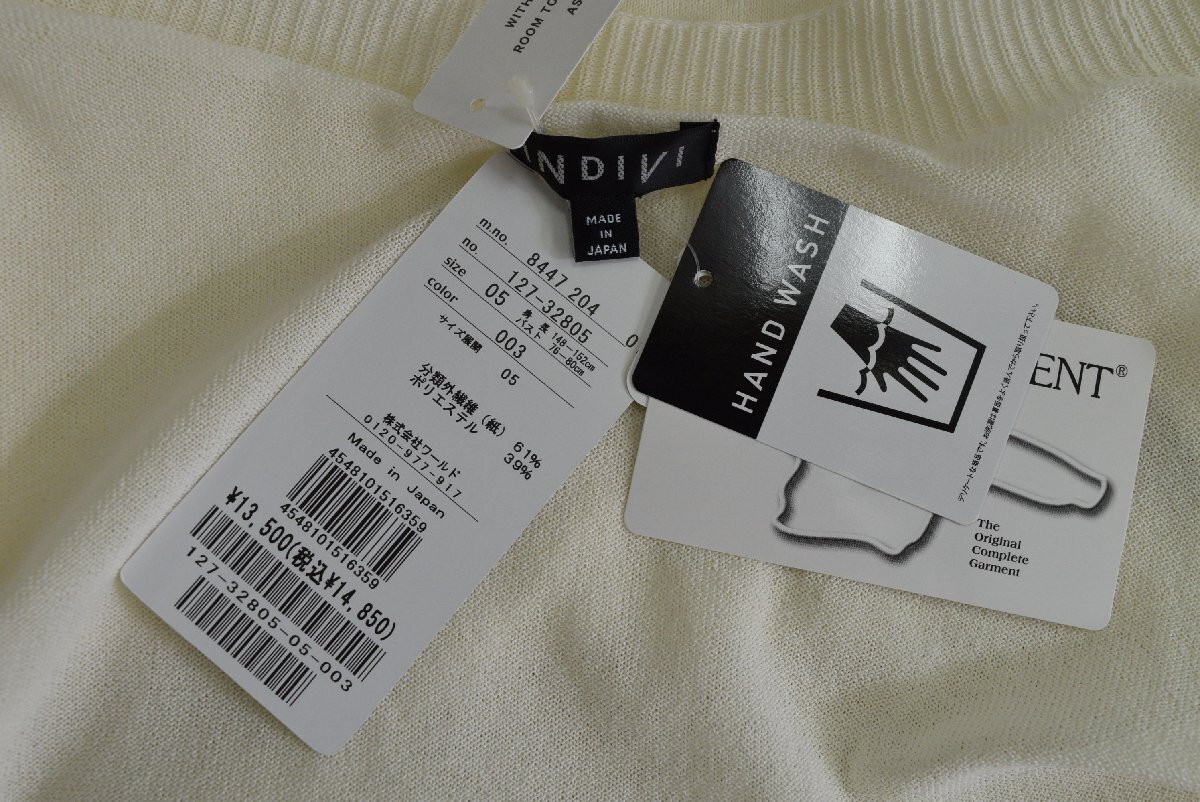 WITH
ROOM TO
AS
INDIVI
MADE
IN
JAPAN
m.no. 8447 204 0
no. 127-32805
size 05 身 長 148-152cm
バスト 76-80cm
color 003
サイズ展開 05
分類外繊維(紙) 61%
ポリエステル 39%
株式会社ワールド
0120-977-917
Made in Japan
4548101516359
4548101516359
¥13,500(税込¥14,850)
127-32805-05-003
HAND WASH
ENT®
The
Original
Complete
Garment